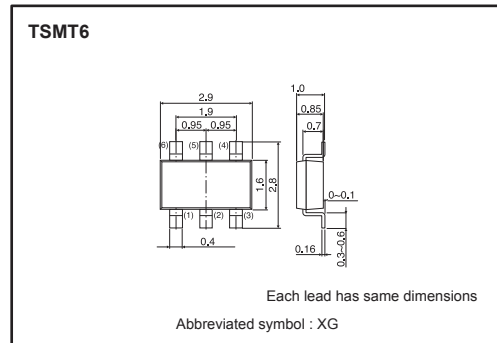 TSMT6
1.0
2.9
0.85
1.9
0.7
0.95 0.95
(6) (5) (4)
1.6
2.8
0~0.1
(1) (2) (3)
0.4
0.16
0.3~0.6
Each lead has same dimensions
Abbreviated symbol : XG